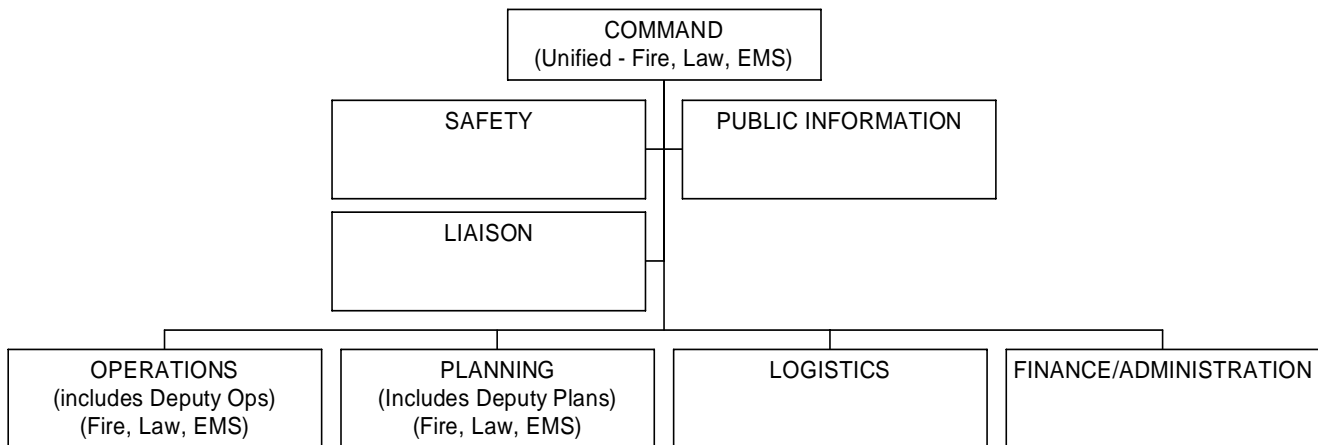 COMMAND
(Unified - Fire, Law, EMS)
SAFETY
PUBLIC INFORMATION
LIAISON
OPERATIONS
(includes Deputy Ops)
(Fire, Law, EMS)
PLANNING
(Includes Deputy Plans)
(Fire, Law, EMS)
LOGISTICS
FINANCE/ADMINISTRATION